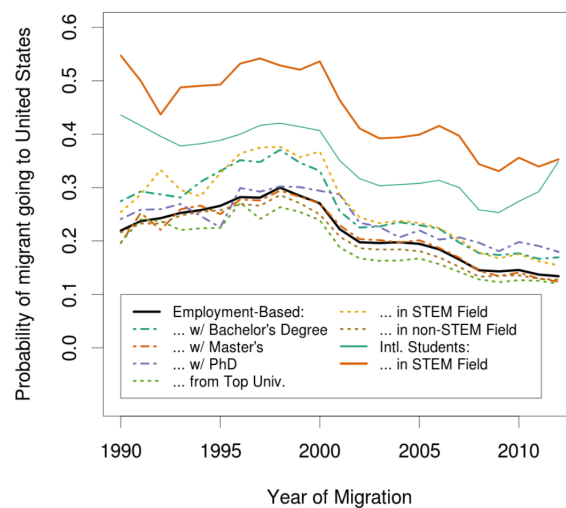 Probability of migrant going to United States
0.6
0.5
0.4
0.3
0.2
0.1
0.0
Employment-Based:
... w/ Bachelor's Degree
... w/ Master's
... w/ PhD
... from Top Univ.
... in STEM Field
... in non-STEM Field
Intl. Students:
... in STEM Field
1990 1995 2000 2005 2010
Year of Migration